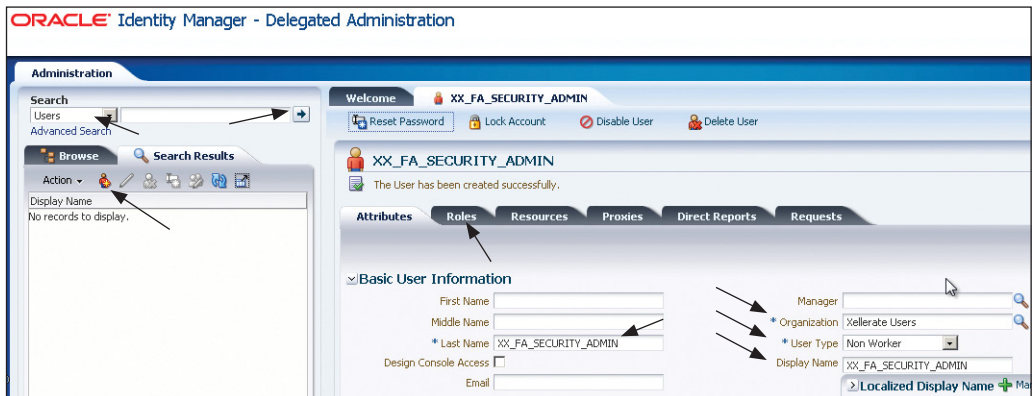 ORACLE Identity Manager - Delegated Administration
Administration
Search
Users
Advanced Search
Browse Search Results
Action
Display Name
No records to display.
Welcome XX_FA_SECURITY_ADMIN
Reset Password Lock Account Disable User Delete User
XX_FA_SECURITY_ADMIN
The User has been created successfully.
Attributes Roles Resources Proxies Direct Reports Requests
Basic User Information
First Name
Middle Name
* Last Name XX_FA_SECURITY_ADMIN
Design Console Access
Email
Manager
* Organization Xellerate Users
* User Type Non Worker
Display Name XX_FA_SECURITY_ADMIN
Localized Display Name